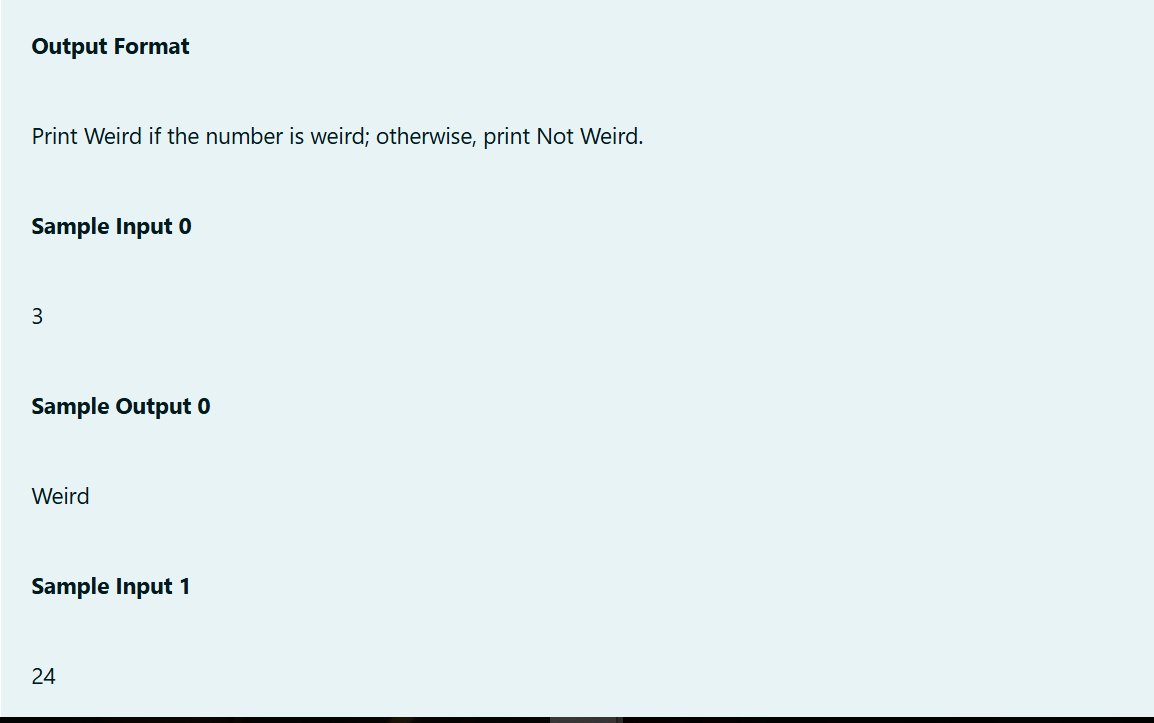 Output Format
Print Weird if the number is weird; otherwise, print Not Weird.
Sample Input 0
3
Sample Output 0
Weird
Sample Input 1
24